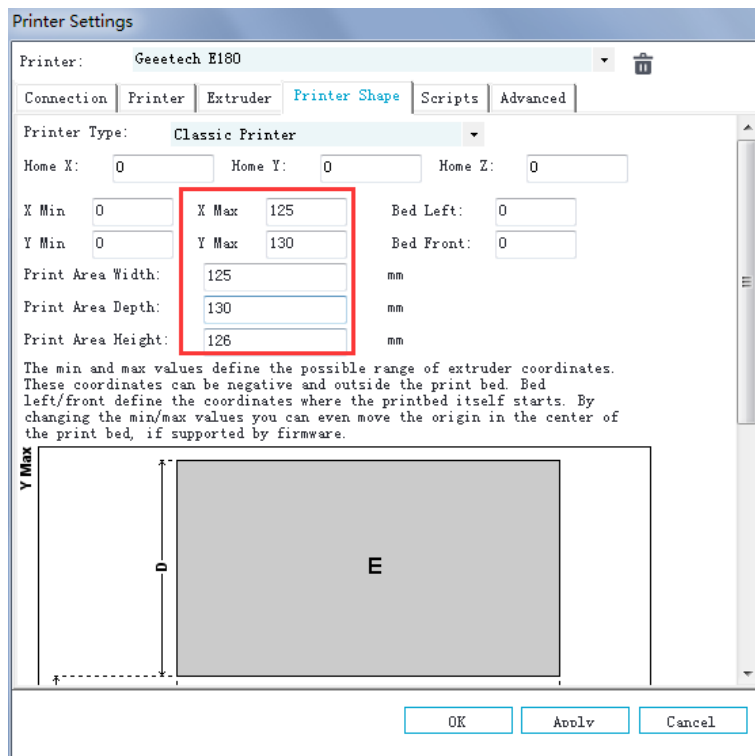 Printer Settings
Printer: Geeetech E180
Connection Printer Extruder Printer Shape Scripts Advanced
Printer Type: Classic Printer
Home X: 0 Home Y: 0 Home Z: 0
X Min 0 X Max 125 Bed Left: 0
Y Min 0 Y Max 130 Bed Front: 0
Print Area Width: 125 mm
Print Area Depth: 130 mm
Print Area Height: 126 mm
The min and max values define the possible range of extruder coordinates.
These coordinates can be negative and outside the print bed. Bed
left/front define the coordinates where the printbed itself starts. By
changing the min/max values you can even move the origin in the center of
the print bed, if supported by firmware.
Y Max
D
E
OK Apply Cancel